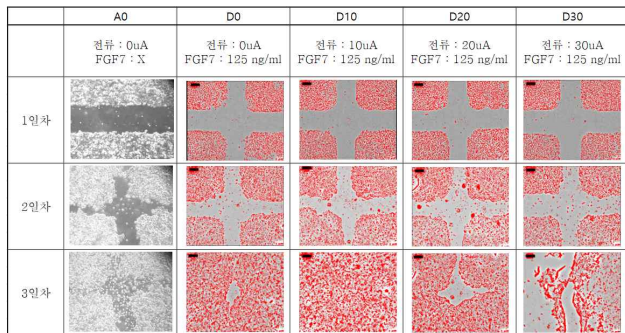 A0 D0 D10 D20 D30
전류 : 0uA 전류 : 0uA 전류 : 10uA 전류 : 20uA 전류 : 30uA
FGF7 : X FGF7 : 125 ng/ml FGF7 : 125 ng/ml FGF7 : 125 ng/ml FGF7 : 125 ng/ml
1일차
2일차
3일차